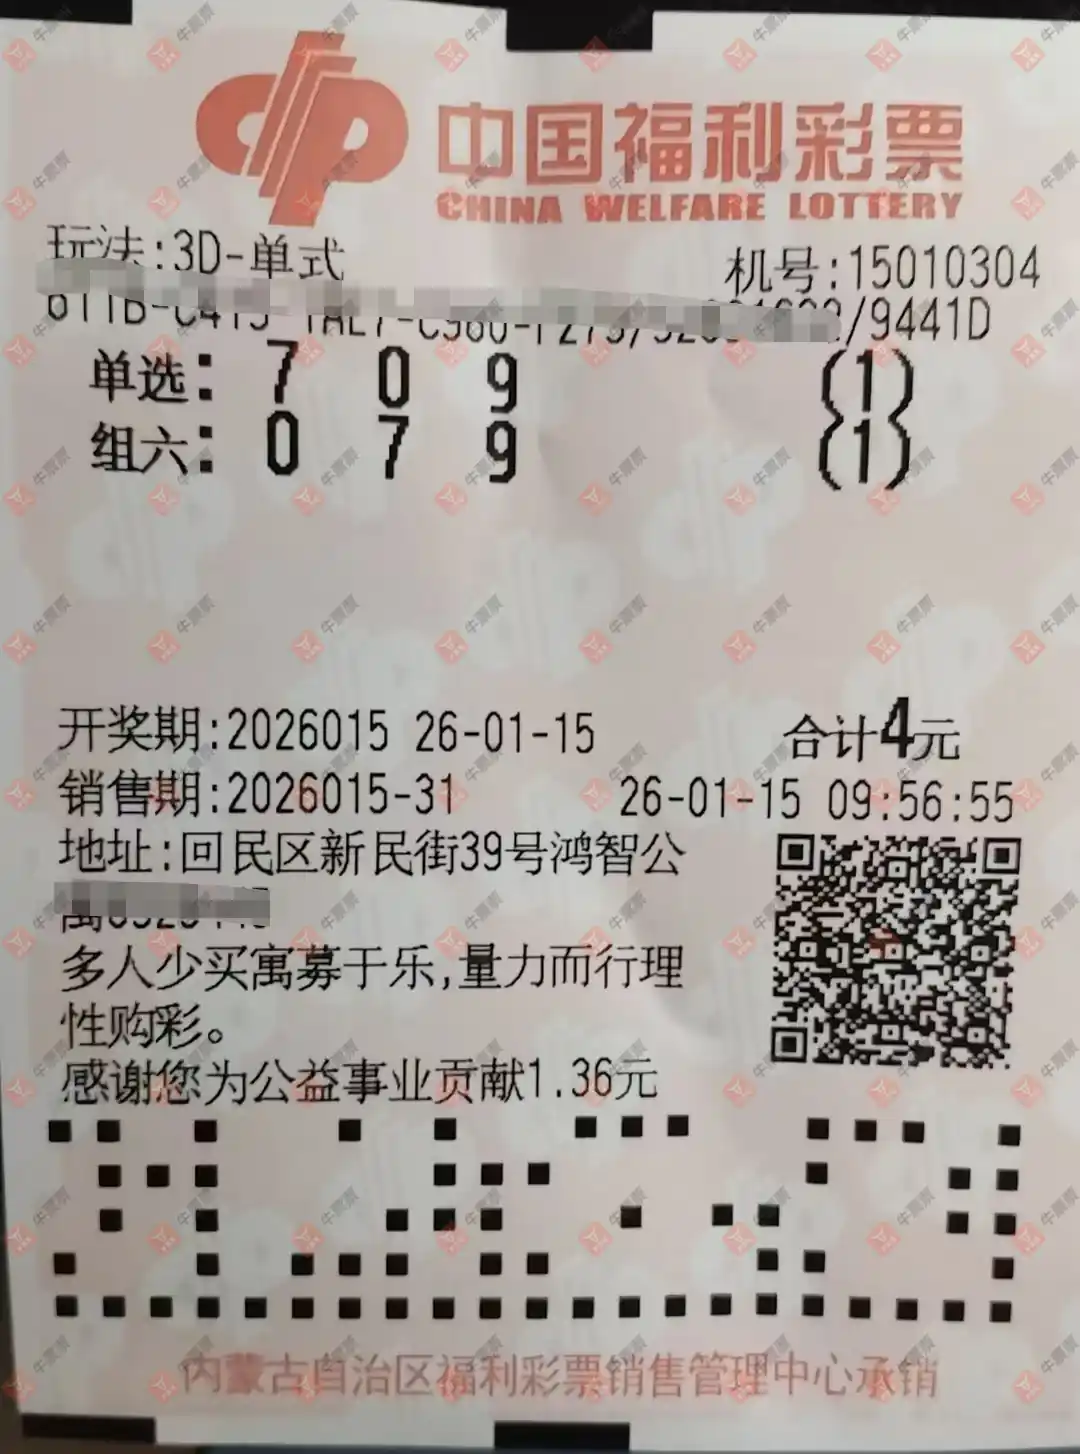 中国福利彩票
CHINA WELFARE LOTTERY
玩法:3D-单式
机号:15010304
/9441D
单选: 7 0 9 (1)
组六: 0 7 9 (1)
开奖期:2026015 26-01-15 合计4元
销售期:2026015-31 26-01-15 09:56:55
地址:回民区新民街39号鸿智公
寓
多人少买寓募于乐,量力而行理
性购彩。
感谢您为公益事业贡献1.36元
内蒙古自治区福利彩票销售管理中心承销
牛票票